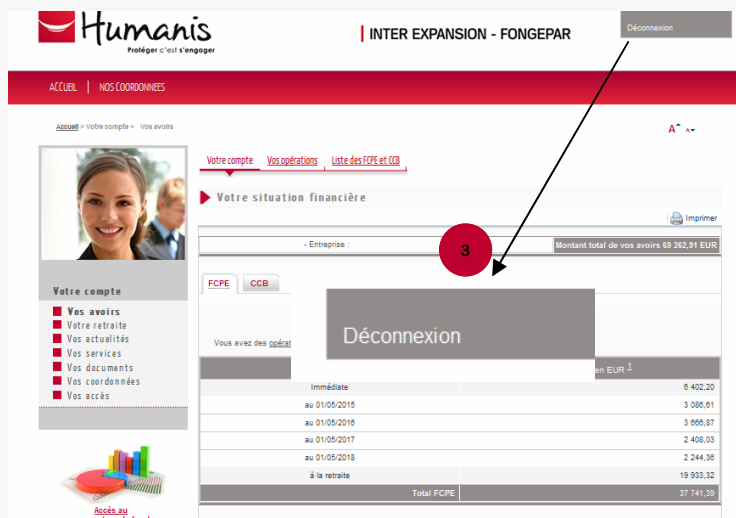 Humanis
Protéger c'est s'engager
INTER EXPANSION - FONGEPAR
Déconnexion
ACCUEIL | NOS COORDONNEES
Accueil > Votre compte > Vos avoirs
A A
Votre compte Vos opérations Liste des FCPE et CCB
Votre situation financière
Imprimer
- Entreprise :
3
Montant total de vos avoirs 69 262,91 EUR
FCPE CCB
Votre compte
Vos avoirs
Votre retraite
Vos actualités
Vos services
Vos documents
Vos coordonnées
Vos accès
Vous avez des opérat
Déconnexion
en EUR 1
Immédiate 6 402,20
au 01/05/2015 3 086,61
au 01/05/2016 3 666,87
au 01/05/2017 2 408,03
au 01/05/2018 2 244,36
à la retraite 19 933,32
Total FCPE 37 741,39
Accès au